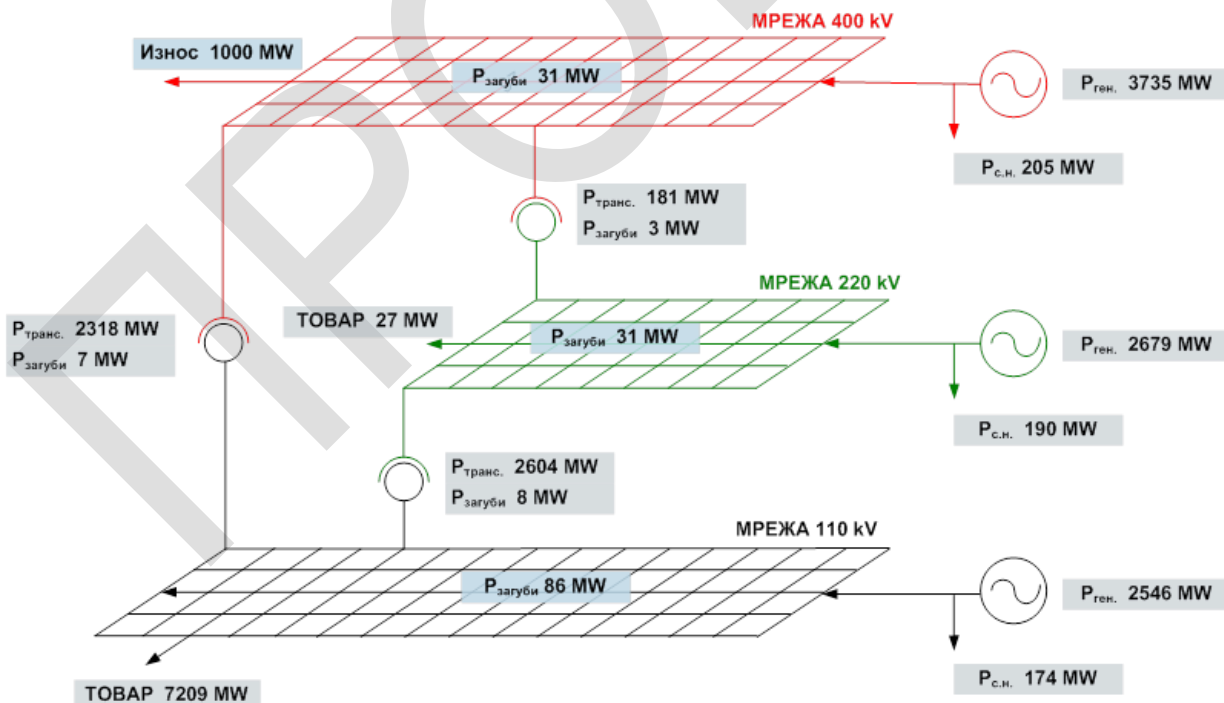 МРЕЖА 400 kV
Износ 1000 MW
Pзагуби 31 MW
Pген. 3735 MW
Pс.н. 205 MW
Pтранс. 181 MW
Pзагуби 3 MW
МРЕЖА 220 kV
ТОВАР 27 MW
Pзагуби 31 MW
Pген. 2679 MW
Pтранс. 2318 MW
Pзагуби 7 MW
Pс.н. 190 MW
Pтранс. 2604 MW
Pзагуби 8 MW
МРЕЖА 110 kV
Pзагуби 86 MW
Pген. 2546 MW
Pс.н. 174 MW
ТОВАР 7209 MW